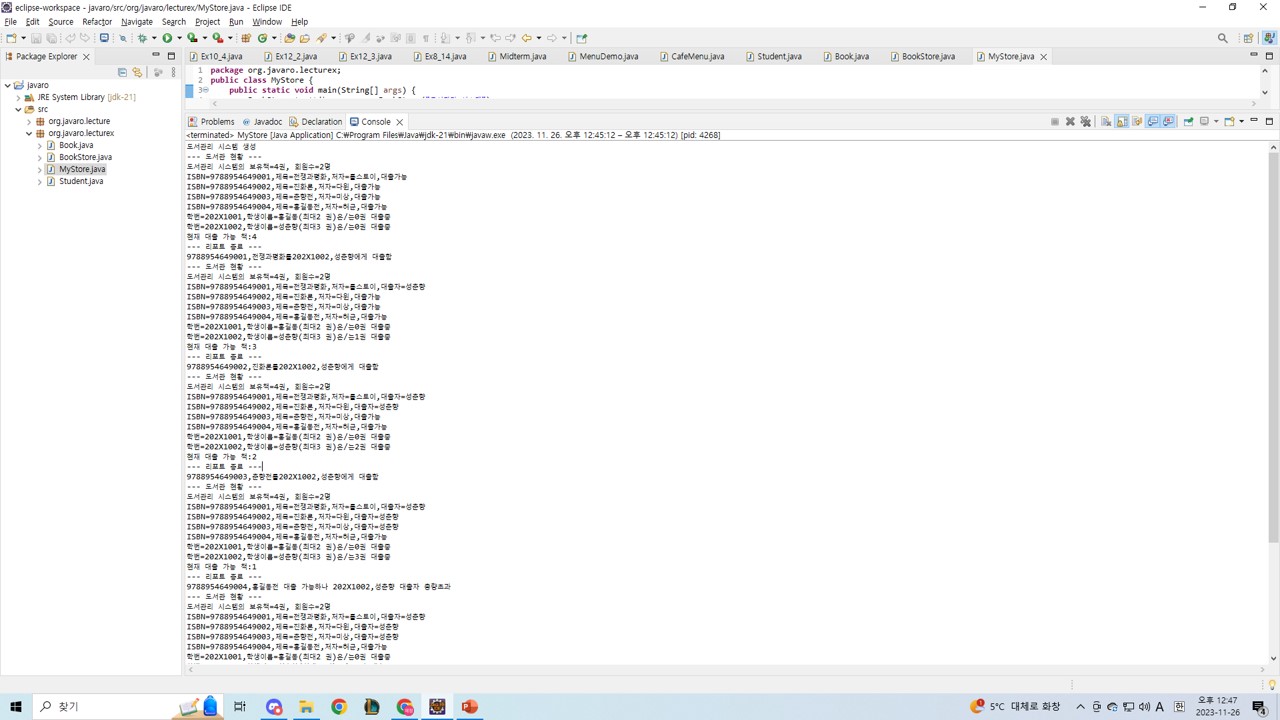 eclipse-workspace - javaro/src/org/javaro/lecturex/MyStore.java - Eclipse IDE
File Edit Source Refactor Navigate Search Project Run Window Help
Package Explorer
Ex10_4.java Ex12_2.java Ex12_3.java Ex8_14.java Midterm.java MenuDemo.java CafeMenu.java Student.java Book.java BookStore.java MyStore.java
javaro
JRE System Library [jdk-21]
src
org.javaro.lecture
org.javaro.lecturex
Book.java
BookStore.java
MyStore.java
Student.java
1 package org.javaro.lecturex;
2 public class MyStore {
3 public static void main(String[] args) {
Problems Javadoc Declaration Console
<terminated> MyStore [Java Application] C:₩Program Files₩Java₩jdk-21₩bin₩javaw.exe (2023. 11. 26. 오후 12:45:12 – 오후 12:45:12) [pid: 4268]
도서관리 시스템 생성
--- 도서관 현황 ---
도서관리 시스템의 보유책=4권, 회원수=2명
ISBN=9788954649001,제목=전쟁과평화,저자=톨스토이,대출가능
ISBN=9788954649002,제목=진화론,저자=다윈,대출가능
ISBN=9788954649003,제목=춘향전,저자=미상,대출가능
ISBN=9788954649004,제목=홍길동전,저자=허균,대출가능
학번=202X1001,학생이름=홍길동(최대2 권)은/는0권 대출중
학번=202X1002,학생이름=성춘향(최대3 권)은/는0권 대출중
현재 대출 가능 책:4
--- 리포트 종료 ---
9788954649001,전쟁과평화를202X1002,성춘향에게 대출함
--- 도서관 현황 ---
도서관리 시스템의 보유책=4권, 회원수=2명
ISBN=9788954649001,제목=전쟁과평화,저자=톨스토이,대출자=성춘향
ISBN=9788954649002,제목=진화론,저자=다윈,대출가능
ISBN=9788954649003,제목=춘향전,저자=미상,대출가능
ISBN=9788954649004,제목=홍길동전,저자=허균,대출가능
학번=202X1001,학생이름=홍길동(최대2 권)은/는0권 대출중
학번=202X1002,학생이름=성춘향(최대3 권)은/는1권 대출중
현재 대출 가능 책:3
--- 리포트 종료 ---
9788954649002,진화론를202X1002,성춘향에게 대출함
--- 도서관 현황 ---
도서관리 시스템의 보유책=4권, 회원수=2명
ISBN=9788954649001,제목=전쟁과평화,저자=톨스토이,대출자=성춘향
ISBN=9788954649002,제목=진화론,저자=다윈,대출자=성춘향
ISBN=9788954649003,제목=춘향전,저자=미상,대출가능
ISBN=9788954649004,제목=홍길동전,저자=허균,대출가능
학번=202X1001,학생이름=홍길동(최대2 권)은/는0권 대출중
학번=202X1002,학생이름=성춘향(최대3 권)은/는2권 대출중
현재 대출 가능 책:2
--- 리포트 종료 ---
9788954649003,춘향전를202X1002,성춘향에게 대출함
--- 도서관 현황 ---
도서관리 시스템의 보유책=4권, 회원수=2명
ISBN=9788954649001,제목=전쟁과평화,저자=톨스토이,대출자=성춘향
ISBN=9788954649002,제목=진화론,저자=다윈,대출자=성춘향
ISBN=9788954649003,제목=춘향전,저자=미상,대출자=성춘향
ISBN=9788954649004,제목=홍길동전,저자=허균,대출가능
학번=202X1001,학생이름=홍길동(최대2 권)은/는0권 대출중
학번=202X1002,학생이름=성춘향(최대3 권)은/는3권 대출중
현재 대출 가능 책:1
--- 리포트 종료 ---
9788954649004,홍길동전 대출 가능하나 202X1002,성춘향 대출자 총량초과
--- 도서관 현황 ---
도서관리 시스템의 보유책=4권, 회원수=2명
ISBN=9788954649001,제목=전쟁과평화,저자=톨스토이,대출자=성춘향
ISBN=9788954649002,제목=진화론,저자=다윈,대출자=성춘향
ISBN=9788954649003,제목=춘향전,저자=미상,대출자=성춘향
ISBN=9788954649004,제목=홍길동전,저자=허균,대출가능
학번=202X1001,학생이름=홍길동(최대2 권)은/는0권 대출중
찾기
5°C 대체로 화창
A
한
오후 12:47
2023-11-26
4